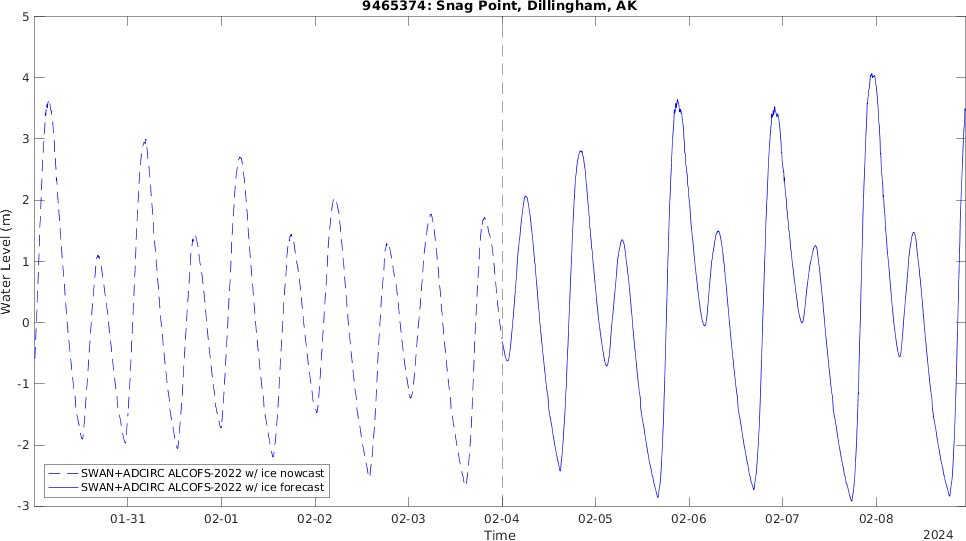 9465374: Snag Point, Dillingham, AK
Water Level (m)
5
4
3
2
1
0
-1
-2
-3
SWAN+ADCIRC ALCOFS-2022 w/ ice nowcast
SWAN+ADCIRC ALCOFS-2022 w/ ice forecast
01-31 02-01 02-02 02-03 02-04 02-05 02-06 02-07 02-08
Time
2024